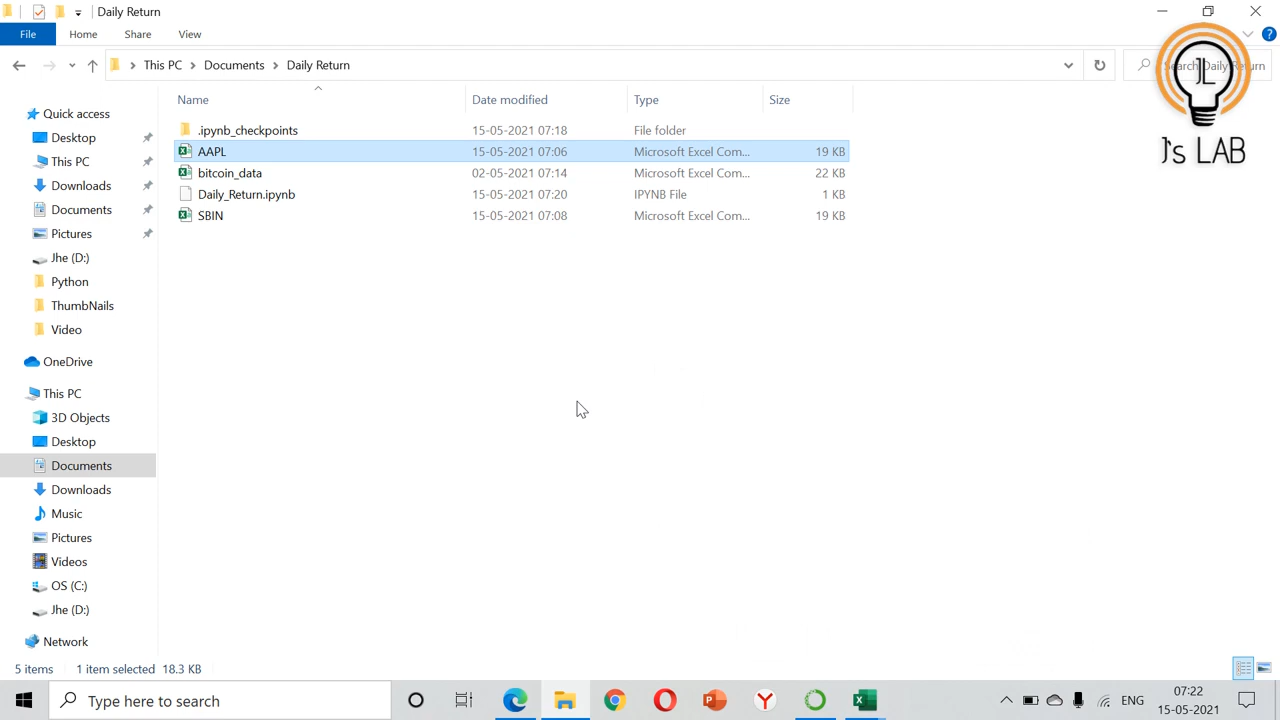 Daily Return
File Home Share View
This PC Documents Daily Return Search Daily Return
JL
J's LAB
Name Date modified Type Size
.ipynb_checkpoints 15-05-2021 07:18 File folder
AAPL 15-05-2021 07:06 Microsoft Excel Com... 19 KB
bitcoin_data 02-05-2021 07:14 Microsoft Excel Com... 22 KB
Daily_Return.ipynb 15-05-2021 07:20 IPYNB File 1 KB
SBIN 15-05-2021 07:08 Microsoft Excel Com... 19 KB
Quick access
Desktop
This PC
Downloads
Documents
Pictures
Jhe (D:)
Python
ThumbNails
Video
OneDrive
This PC
3D Objects
Desktop
Documents
Downloads
Music
Pictures
Videos
OS (C:)
Jhe (D:)
Network
5 items 1 item selected 18.3 KB
Type here to search
ENG
07:22
15-05-2021